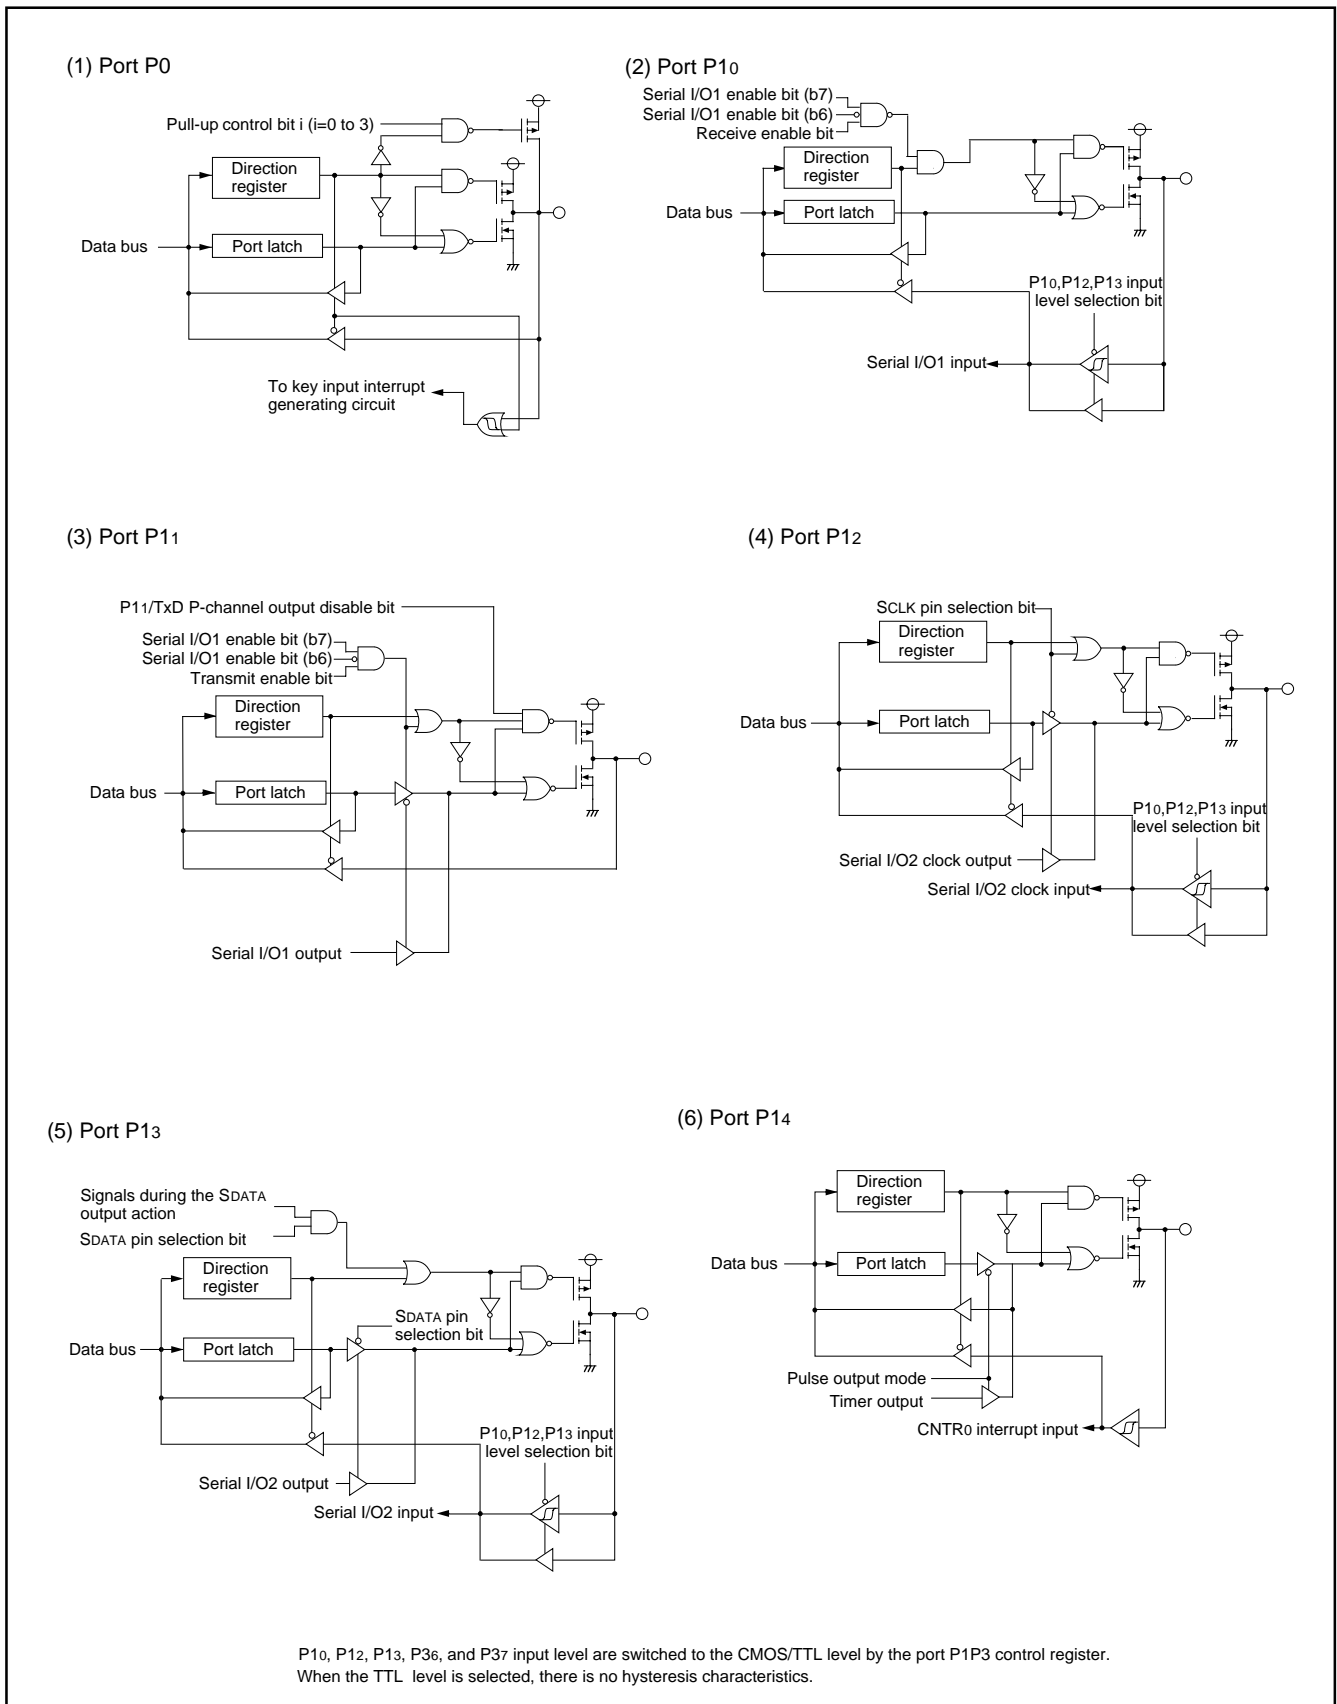 (1) Port P0
Pull-up control bit i (i=0 to 3)
Direction
register
Data bus
Port latch
To key input interrupt
generating circuit
(2) Port P10
Serial I/O1 enable bit (b7)
Serial I/O1 enable bit (b6)
Receive enable bit
Direction
register
Data bus
Port latch
P10,P12,P13 input
level selection bit
Serial I/O1 input
(3) Port P11
P11/TxD P-channel output disable bit
Serial I/O1 enable bit (b7)
Serial I/O1 enable bit (b6)
Transmit enable bit
Direction
register
Data bus
Port latch
Serial I/O1 output
(4) Port P12
SCLK pin selection bit
Direction
register
Data bus
Port latch
P10,P12,P13 input
level selection bit
Serial I/O2 clock output
Serial I/O2 clock input
(5) Port P13
Signals during the SDATA
output action
SDATA pin selection bit
Direction
register
SDATA pin
selection bit
Data bus
Port latch
P10,P12,P13 input
level selection bit
Serial I/O2 output
Serial I/O2 input
(6) Port P14
Direction
register
Data bus
Port latch
Pulse output mode
Timer output
CNTR0 interrupt input
P10, P12, P13, P36, and P37 input level are switched to the CMOS/TTL level by the port P1P3 control register.
When the TTL level is selected, there is no hysteresis characteristics.